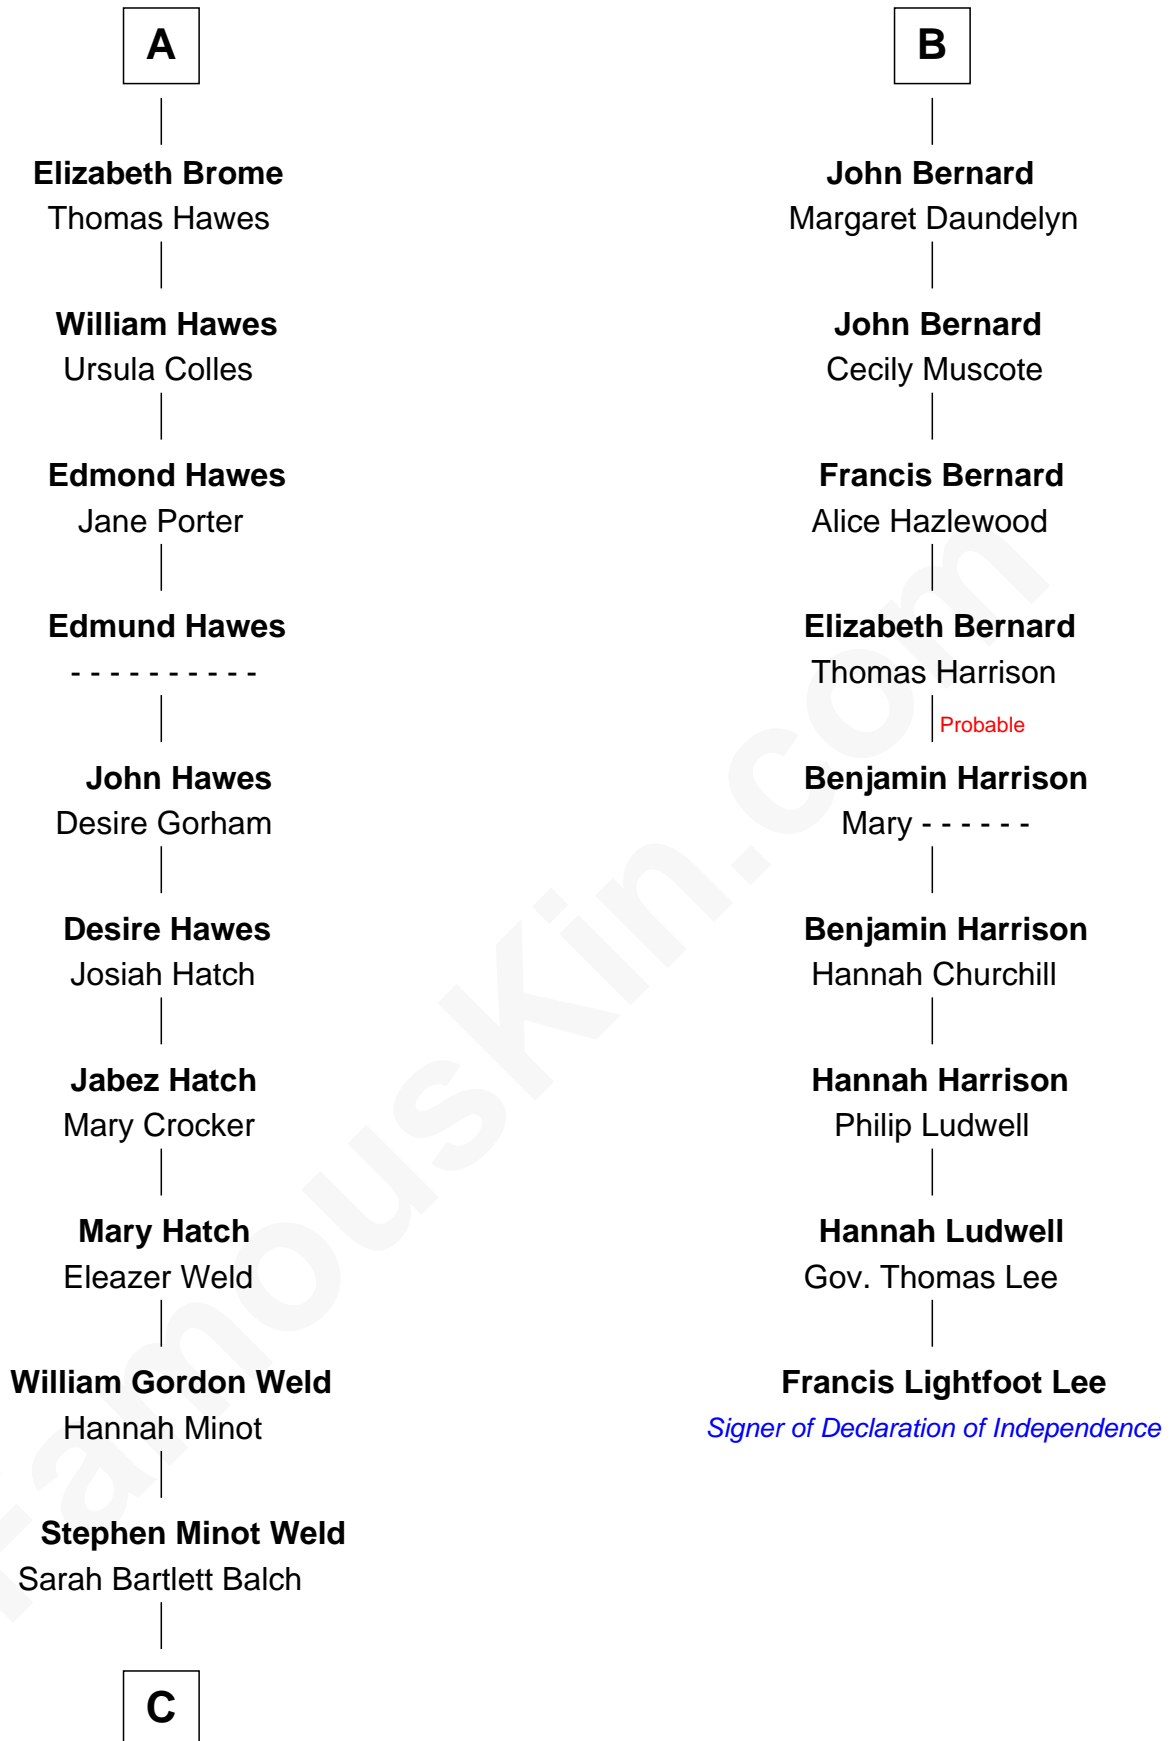 A
Elizabeth Brome
Thomas Hawes
William Hawes
Ursula Colles
Edmond Hawes
Jane Porter
Edmund Hawes
- - - - - - - - - -
John Hawes
Desire Gorham
Desire Hawes
Josiah Hatch
Jabez Hatch
Mary Crocker
Mary Hatch
Eleazer Weld
William Gordon Weld
Hannah Minot
Stephen Minot Weld
Sarah Bartlett Balch
C
B
John Bernard
Margaret Daundelyn
John Bernard
Cecily Muscote
Francis Bernard
Alice Hazlewood
Elizabeth Bernard
Thomas Harrison
Probable
Benjamin Harrison
Mary - - - - - -
Benjamin Harrison
Hannah Churchill
Hannah Harrison
Philip Ludwell
Hannah Ludwell
Gov. Thomas Lee
Francis Lightfoot Lee
Signer of Declaration of Independence
FamousKin.com